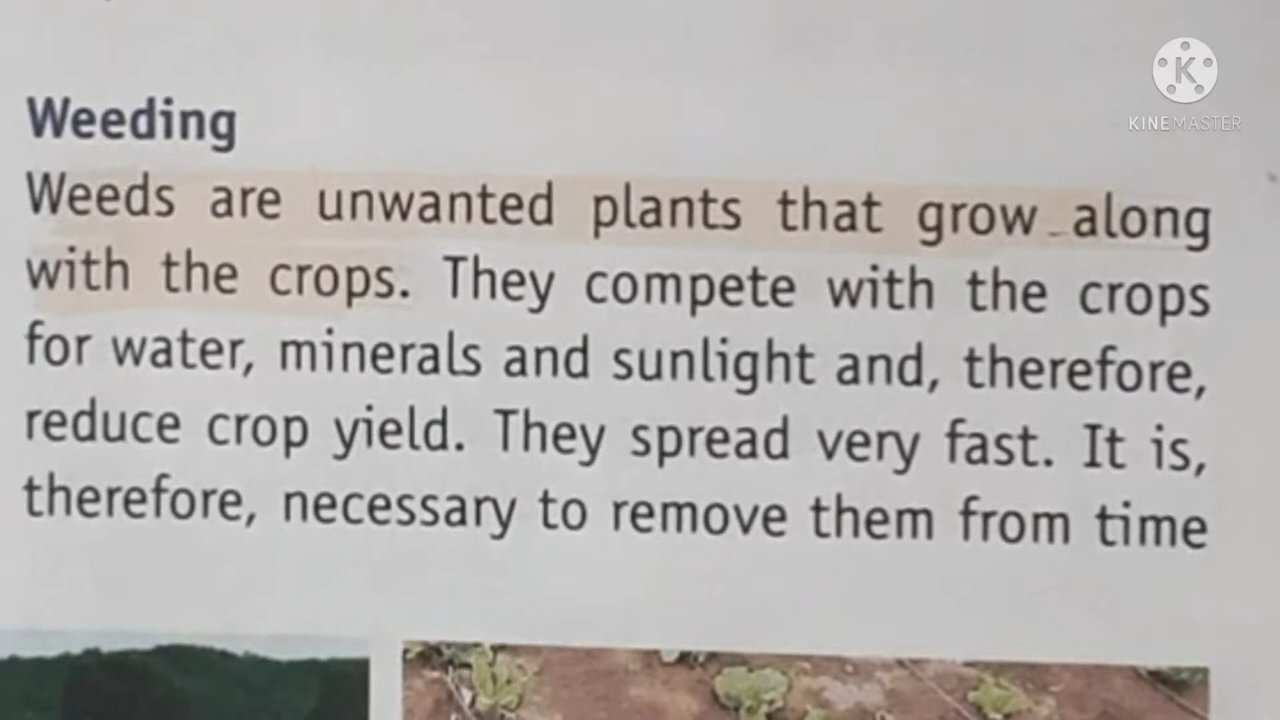 K
KINEMASTER
Weeding
Weeds are unwanted plants that grow along
with the crops. They compete with the crops
for water, minerals and sunlight and, therefore,
reduce crop yield. They spread very fast. It is,
therefore, necessary to remove them from time